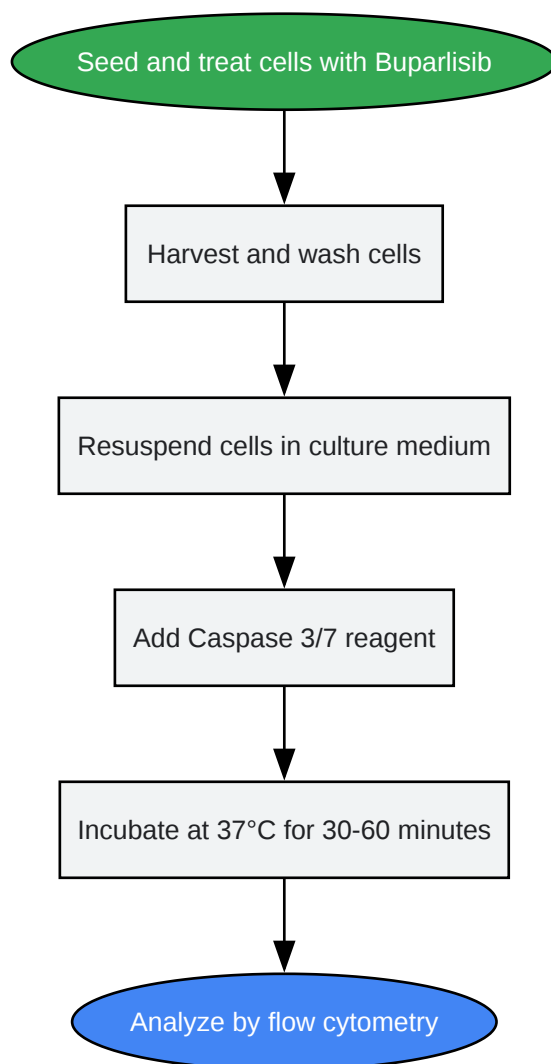 Seed and treat cells with Buparlisib
Harvest and wash cells
Resuspend cells in culture medium
Add Caspase 3/7 reagent
Incubate at 37°C for 30-60 minutes
Analyze by flow cytometry